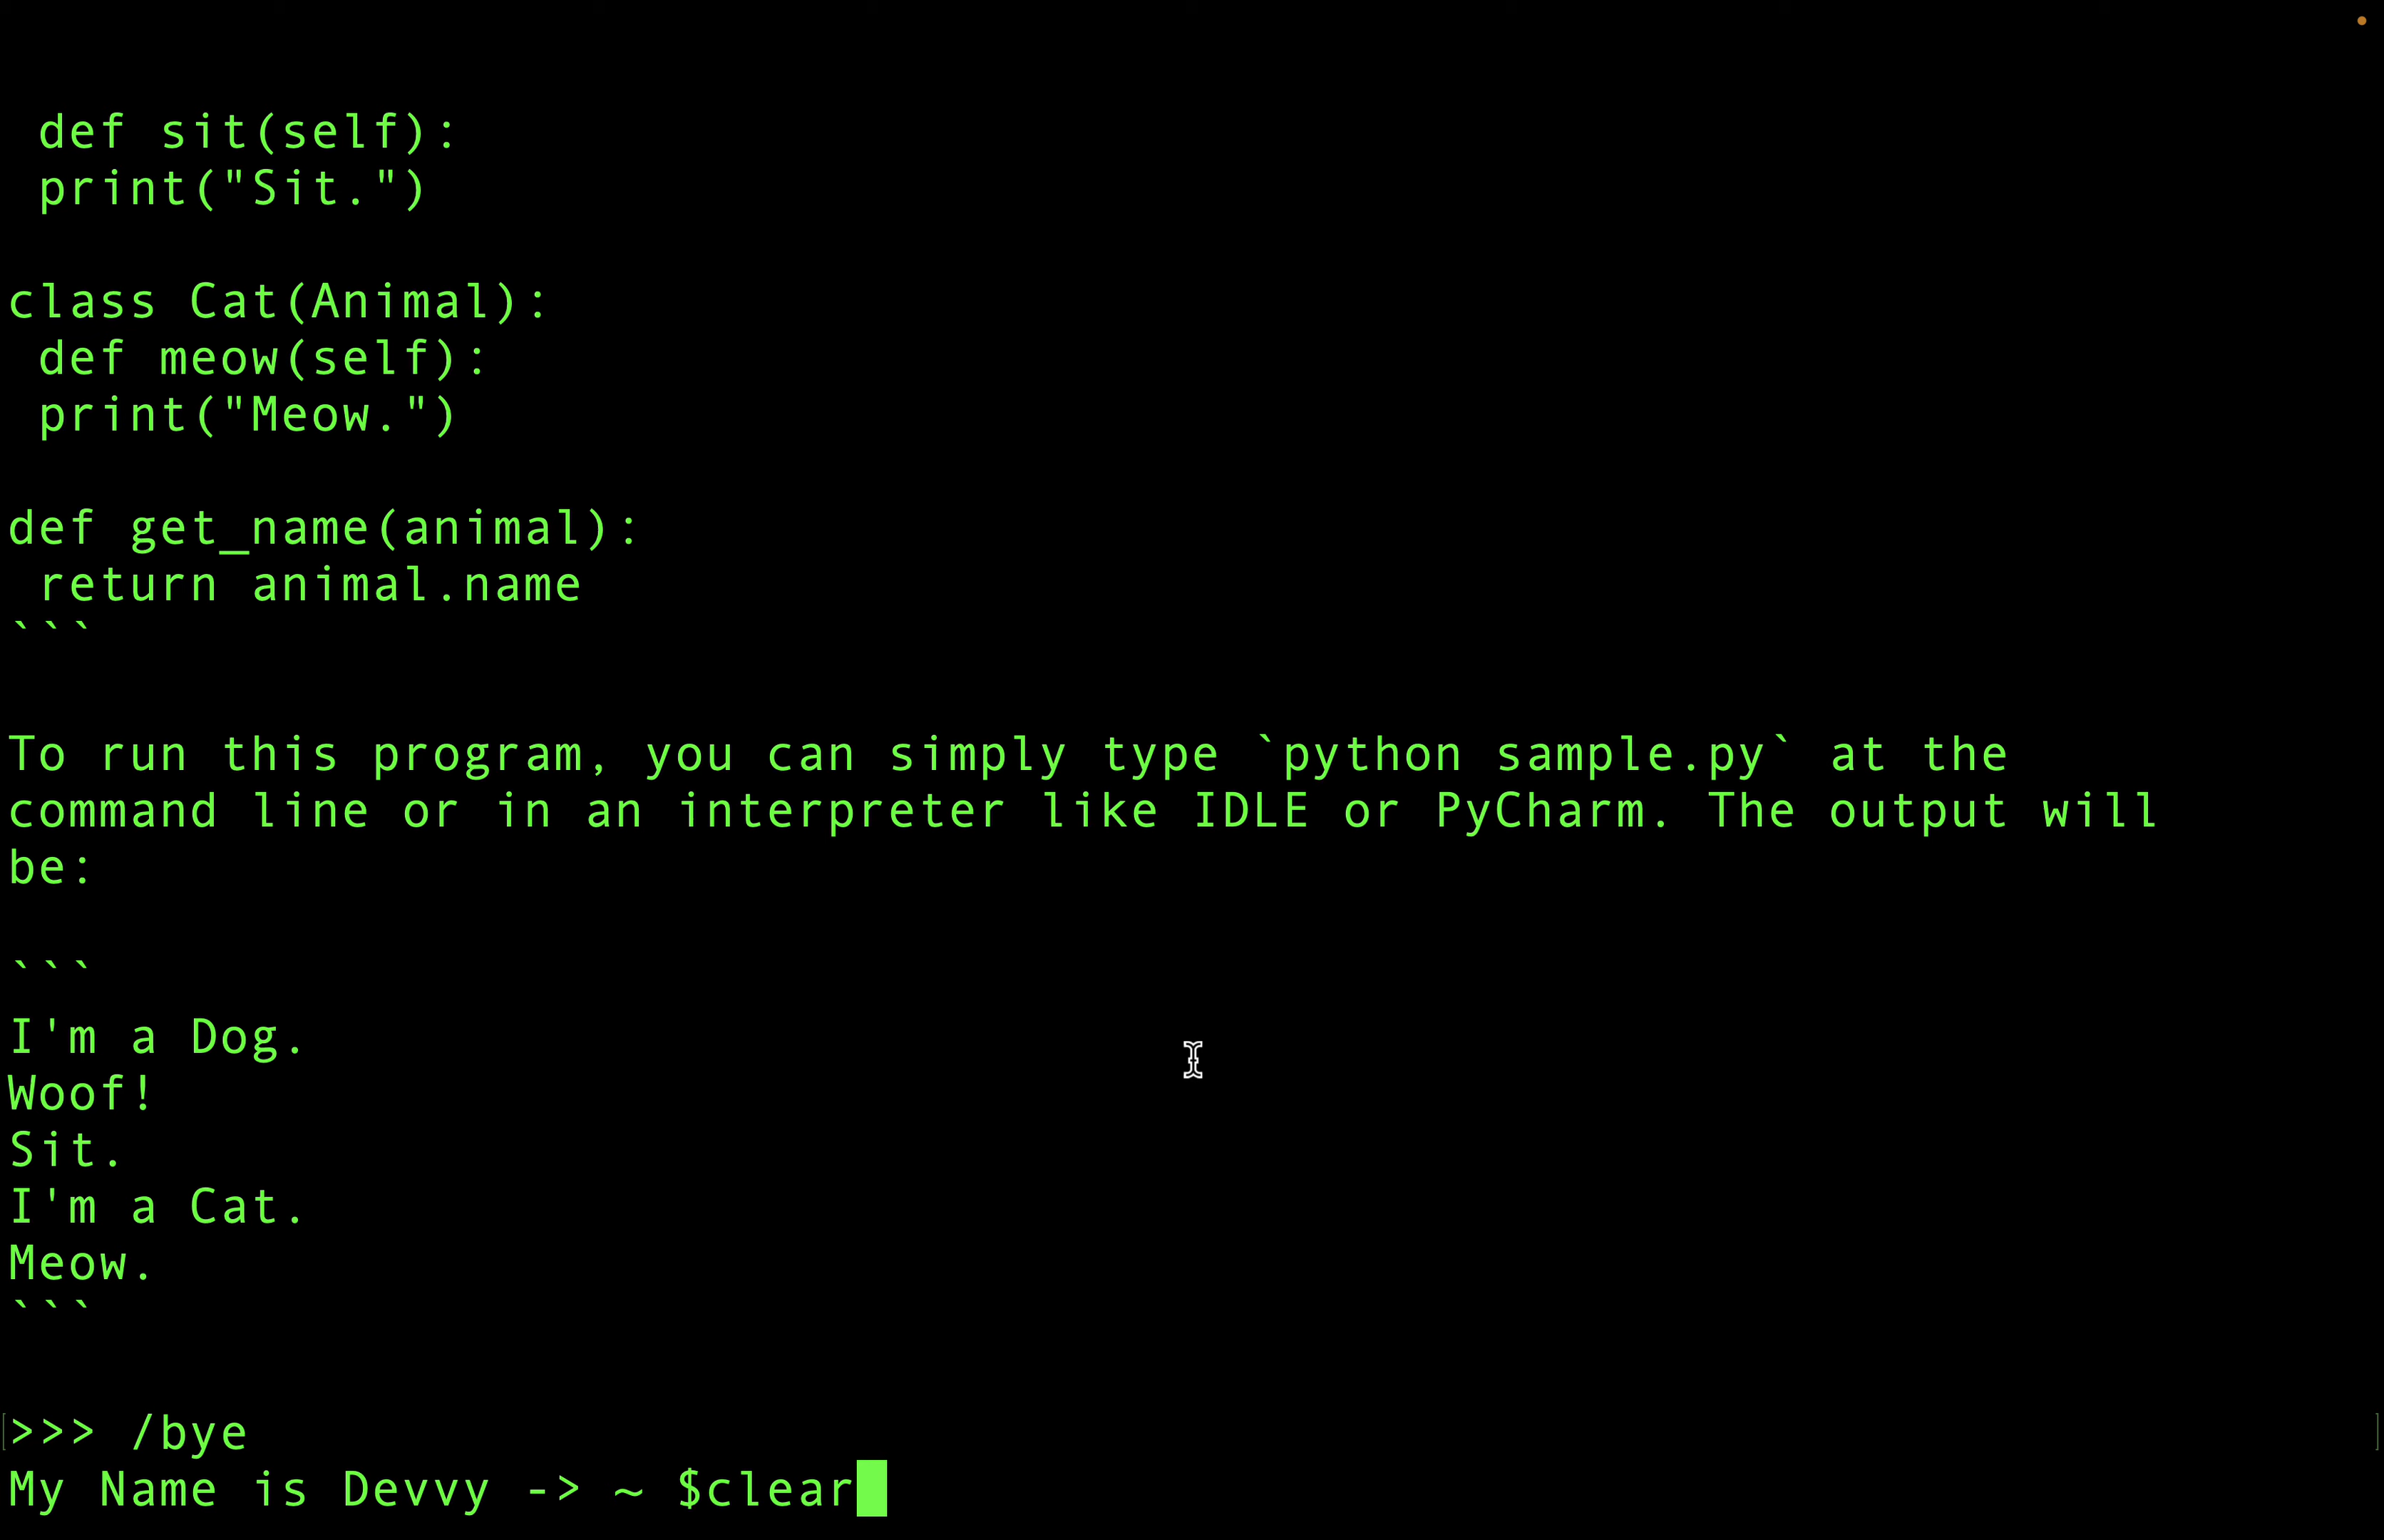 def sit(self):
print("Sit.")
class Cat(Animal):
def meow(self):
print("Meow.")
def get_name(animal):
return animal.name
```
To run this program, you can simply type `python sample.py` at the
command line or in an interpreter like IDLE or PyCharm. The output will
be:
```
I'm a Dog.
Woof!
Sit.
I'm a Cat.
Meow.
```
>>> /bye
My Name is Devvy -> ~ $clear